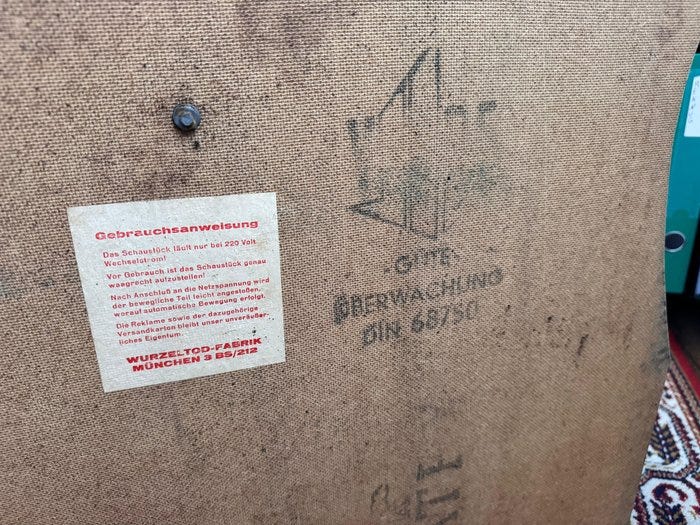 Gebrauchsanweisung
Das Schaustück läuft nur bei 220 Volt
Wechselstrom!
Vor Gebrauch ist das Schaustück genau
waagrecht aufzustellen!
Nach Anschluß an die Netzspannung wird
der bewegliche Teil leicht angestoßen,
worauf automatische Bewegung erfolgt.
Die Reklame sowie der dazugehörige
Versandkarton bleibt unser unveräußer-
liches Eigentum.
WURZELTOD-FABRIK
MÜNCHEN 3 BS/212
-GÜTE-
ÜBERWACHUNG
DIN 68750